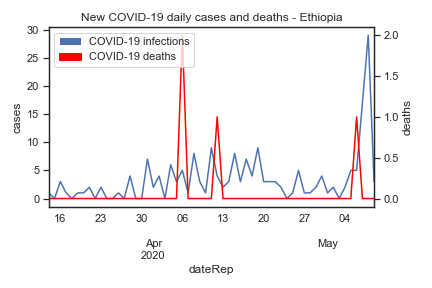 New COVID-19 daily cases and deaths - Ethiopia
COVID-19 infections
COVID-19 deaths
30
25
20
15
10
5
0
cases
2.0
1.5
1.0
0.5
0.0
deaths
16 23 30 06 13 20 27 04
Apr May
2020
dateRep